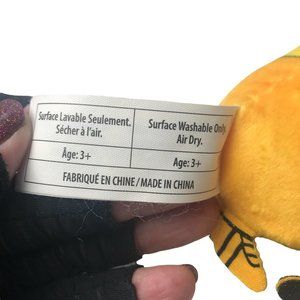 Surface Lavable Seulement.
Sécher à l'air.
Surface Washable Only.
Air Dry.
Âge: 3+
Age: 3+
FABRIQUÉ EN CHINE / MADE IN CHINA